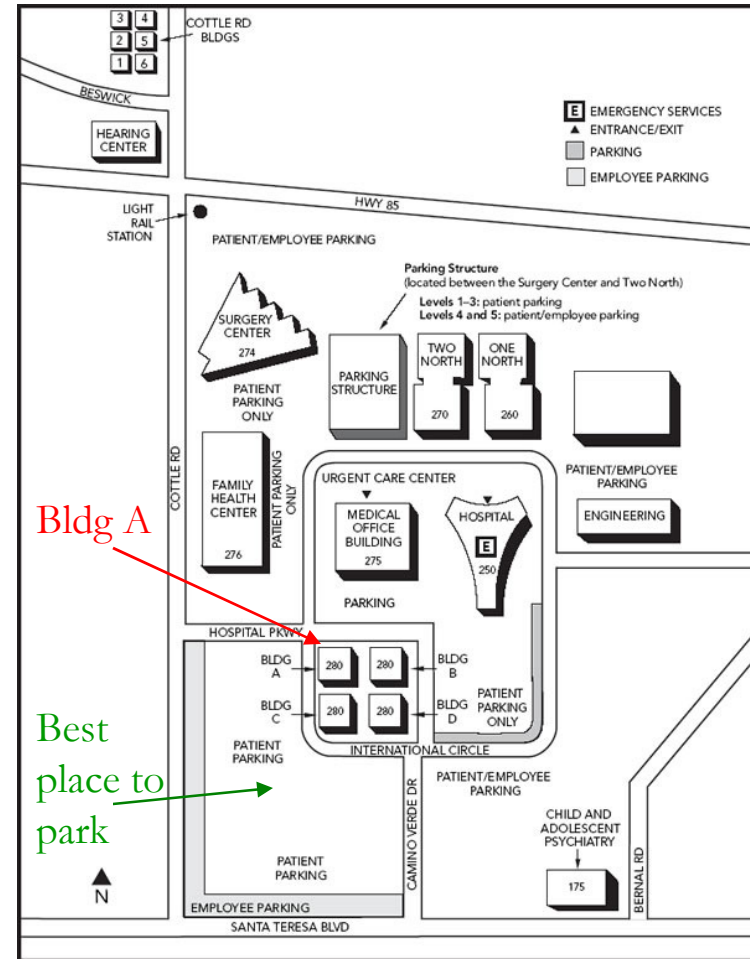 3 4
2 5
1 6
COTTLE RD
BLDGS
BESWICK
HEARING
CENTER
E EMERGENCY SERVICES
▲ ENTRANCE/EXIT
PARKING
EMPLOYEE PARKING
HWY 85
LIGHT
RAIL
STATION
PATIENT/EMPLOYEE PARKING
Parking Structure
(located between the Surgery Center and Two North)
Levels 1–3: patient parking
Levels 4 and 5: patient/employee parking
SURGERY
CENTER
274
PATIENT
PARKING
ONLY
PARKING
STRUCTURE
TWO
NORTH
270
ONE
NORTH
260
COTTLE RD
FAMILY
HEALTH
CENTER
276
PATIENT PARKING
ONLY
URGENT CARE CENTER
MEDICAL
OFFICE
BUILDING
275
HOSPITAL
E
250
PATIENT/EMPLOYEE
PARKING
ENGINEERING
Bldg A
PARKING
HOSPITAL PKWY
BLDG
A
280
280
BLDG
B
BLDG
C
280
280
BLDG
D
PATIENT
PARKING
ONLY
INTERNATIONAL CIRCLE
Best
place to
park
PATIENT
PARKING
PATIENT/EMPLOYEE
PARKING
CAMINO VERDE DR
CHILD AND
ADOLESCENT
PSYCHIATRY
175
BERNAL RD
PATIENT
PARKING
N
EMPLOYEE PARKING
SANTA TERESA BLVD